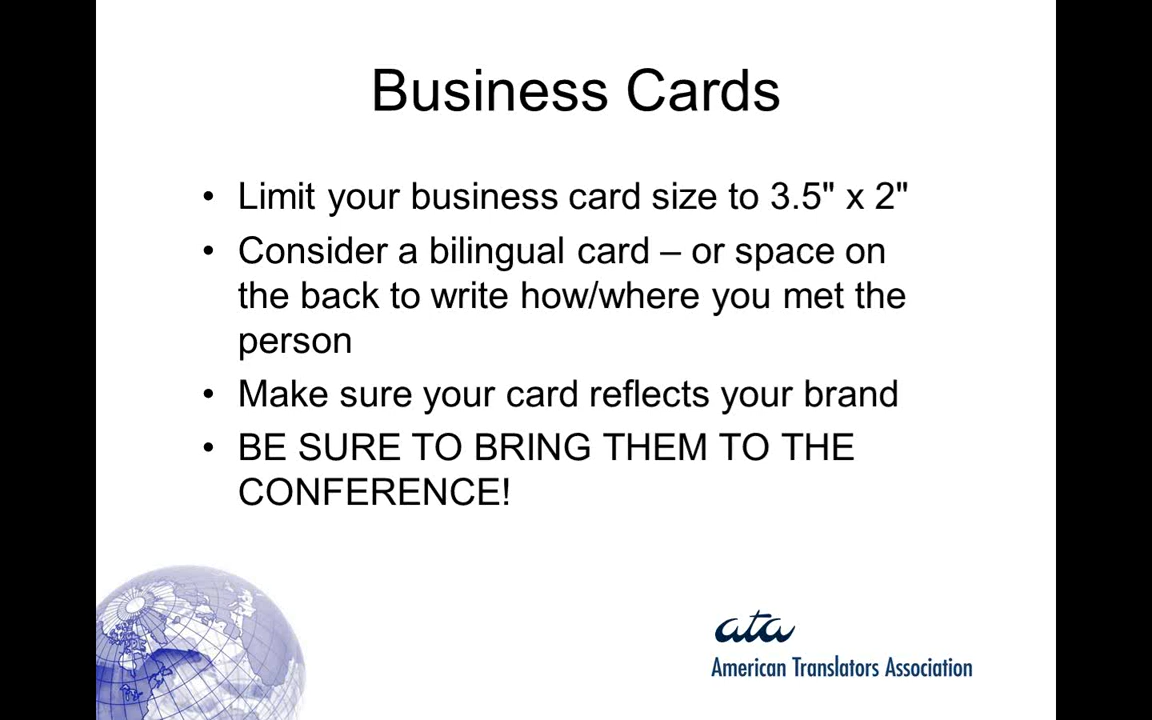 Business Cards
• Limit your business card size to 3.5" x 2"
• Consider a bilingual card – or space on
the back to write how/where you met the
person
• Make sure your card reflects your brand
• BE SURE TO BRING THEM TO THE
CONFERENCE!
ata
American Translators Association